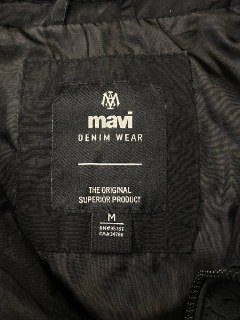 mavi
DENIM WEAR
THE ORIGINAL
SUPERIOR PRODUCT
M